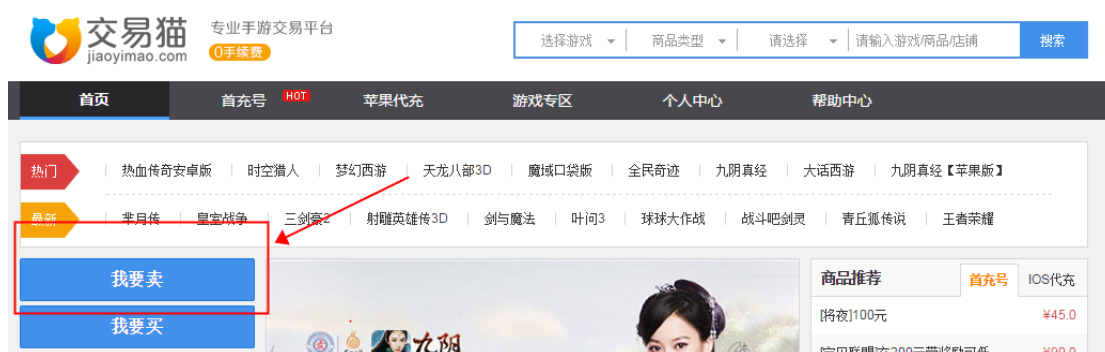 交易猫
jiaoyimao.com
专业手游交易平台
0手续费
选择游戏 商品类型 请选择 请输入游戏/商品/店铺 搜索
首页 首充号 HOT 苹果代充 游戏专区 个人中心 帮助中心
热门 热血传奇安卓版 时空猎人 梦幻西游 天龙八部3D 魔域口袋版 全民奇迹 九阴真经 大话西游 九阴真经【苹果版】
最新 芈月传 皇室战争 三剑豪2 射雕英雄传3D 剑与魔法 叶问3 球球大作战 战斗吧剑灵 青丘狐传说 王者荣耀
我要卖
我要买
九阴
商品推荐 首充号 IOS代充
[将夜]100元 ¥45.0